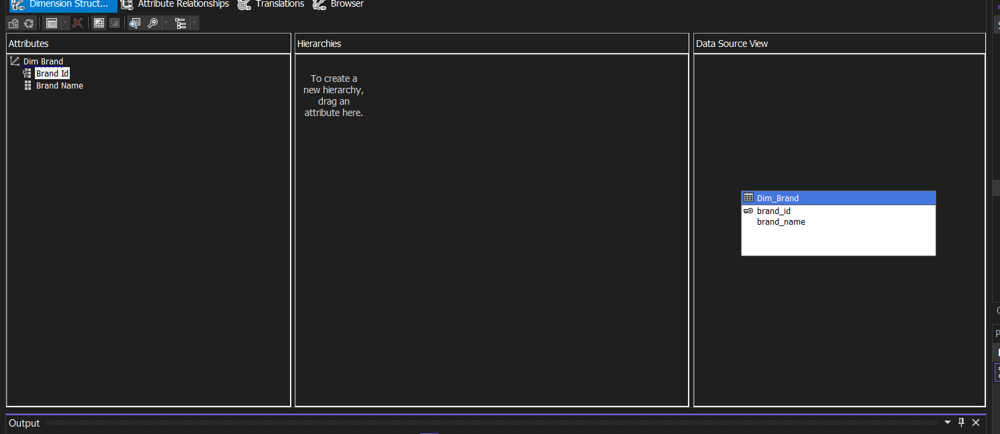 Dimension Struct...
Attribute Relationships
Translations
Browser
Attributes
Hierarchies
Data Source View
Dim Brand
Brand Id
Brand Name
To create a
new hierarchy,
drag an
attribute here.
Dim_Brand
brand_id
brand_name
Output